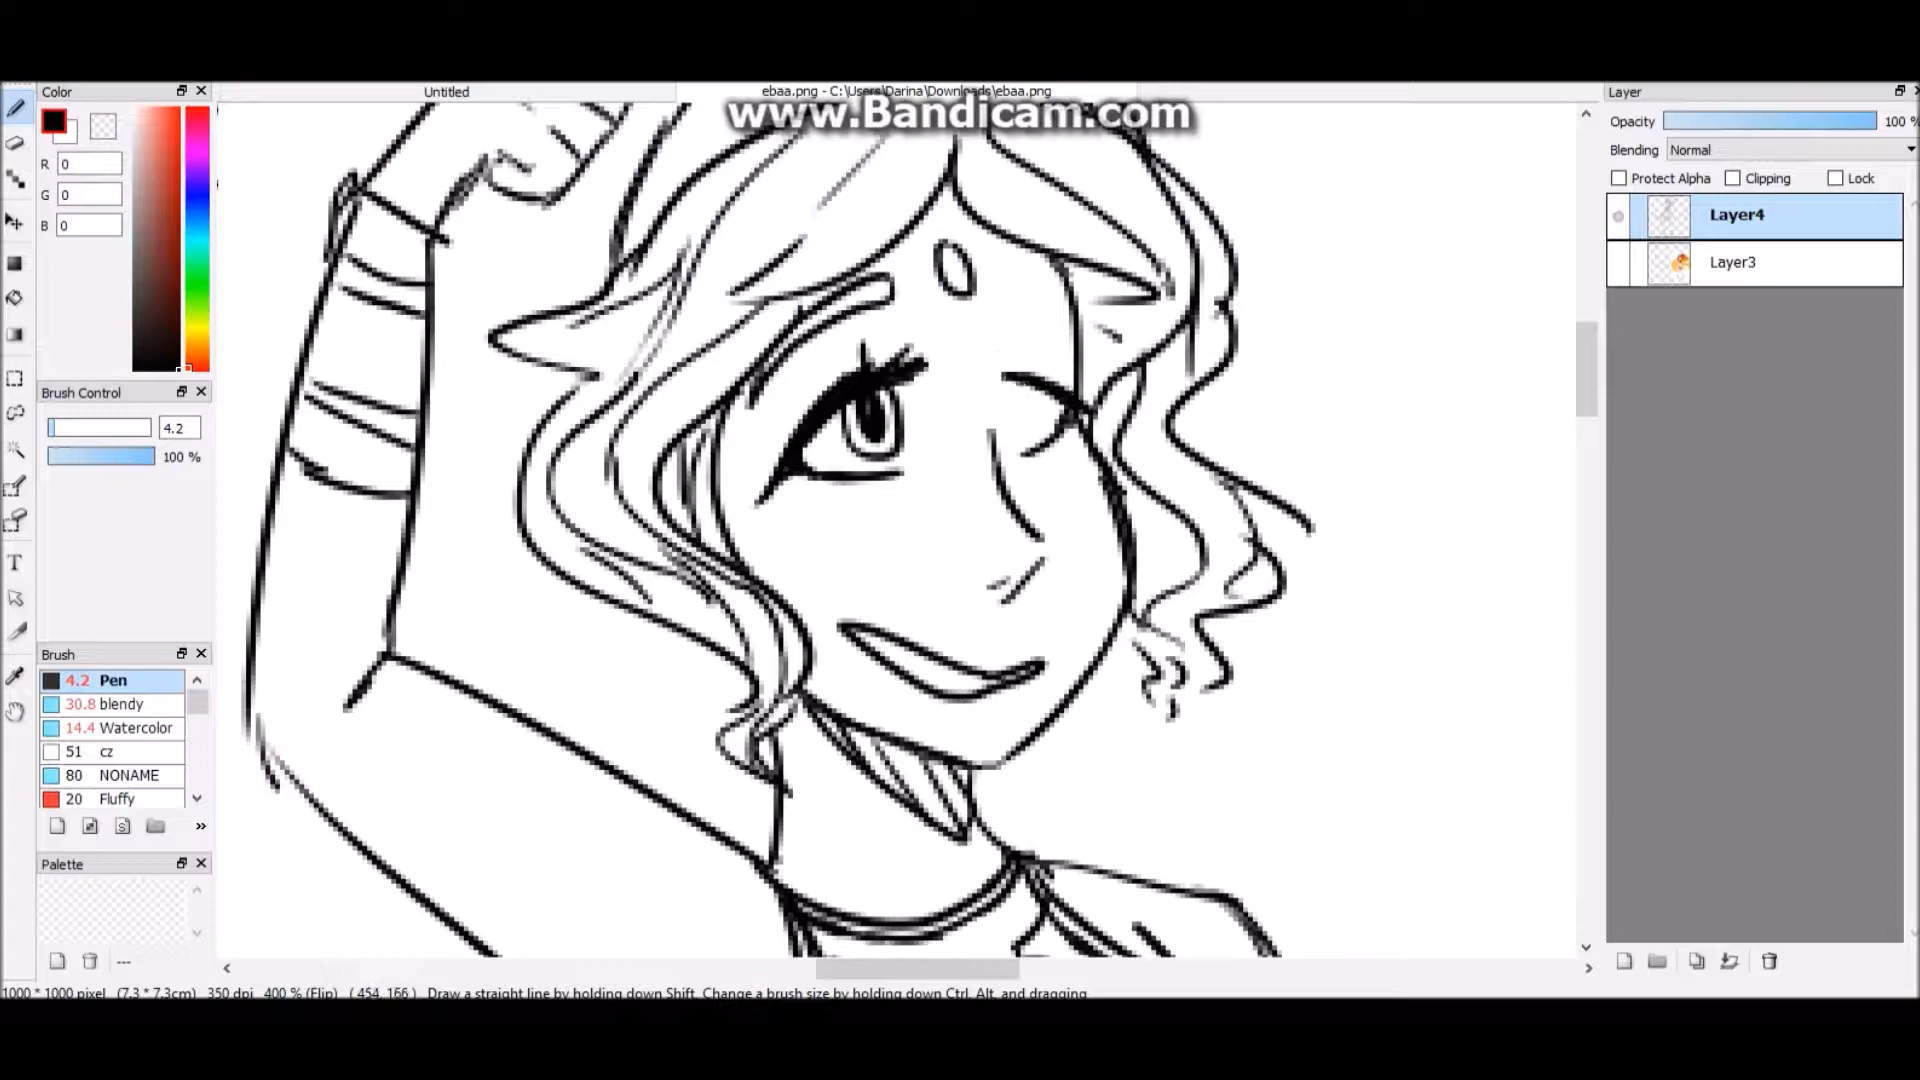 Color
Untitled
ebaa.png - C:\Users\Darina\Downloads\ebaa.png
Layer
www.Bandicam.com
Opacity 100 %
Blending Normal
Protect Alpha Clipping Lock
Layer4
Layer3
R 0
G 0
B 0
Brush Control
4.2
100 %
T
Brush
4.2 Pen
30.8 blendy
14.4 Watercolor
51 cz
80 NONAME
20 Fluffy
S
Palette
1000 * 1000 pixel (7.3 * 7.3cm) 350 dpi 400 % (Flip) ( 454, 166 ) Draw a straight line by holding down Shift, Change a brush size by holding down Ctrl, Alt, and dragging